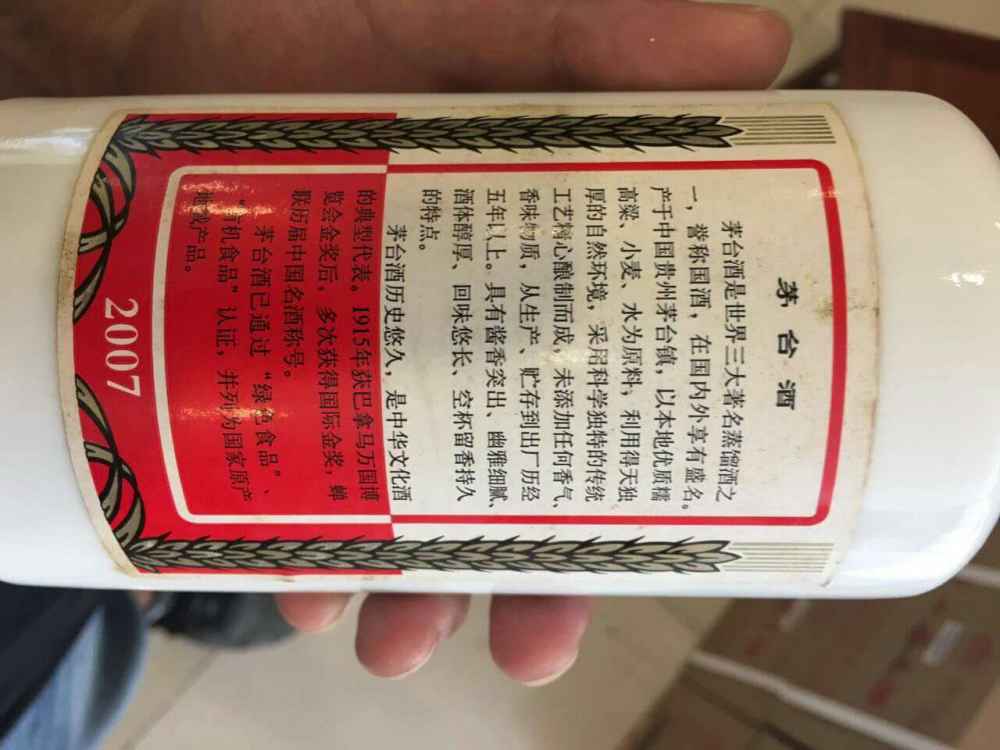 茅台酒
茅台酒是世界三大著名蒸馏酒之
一，誉称国酒，在国内外享有盛名。
产于中国贵州茅台镇，以本地优质糯
高粱、小麦、水为原料，利用得天独
厚的自然环境，采用科学独特的传统
工艺精心酿制而成，未添加任何香气、
香味物质，从生产、贮存到出厂历经
五年以上。具有酱香突出、幽雅细腻、
酒体醇厚、回味悠长、空杯留香持久
的特点。
茅台酒历史悠久，是中华文化酒
的典型代表。1915年获巴拿马万国博
览会金奖后，多次获得国际金奖，蝉
联历届中国名酒称号。
茅台酒已通过“绿色食品”、
“有机食品”认证，并列为国家原产
地域产品。
2007